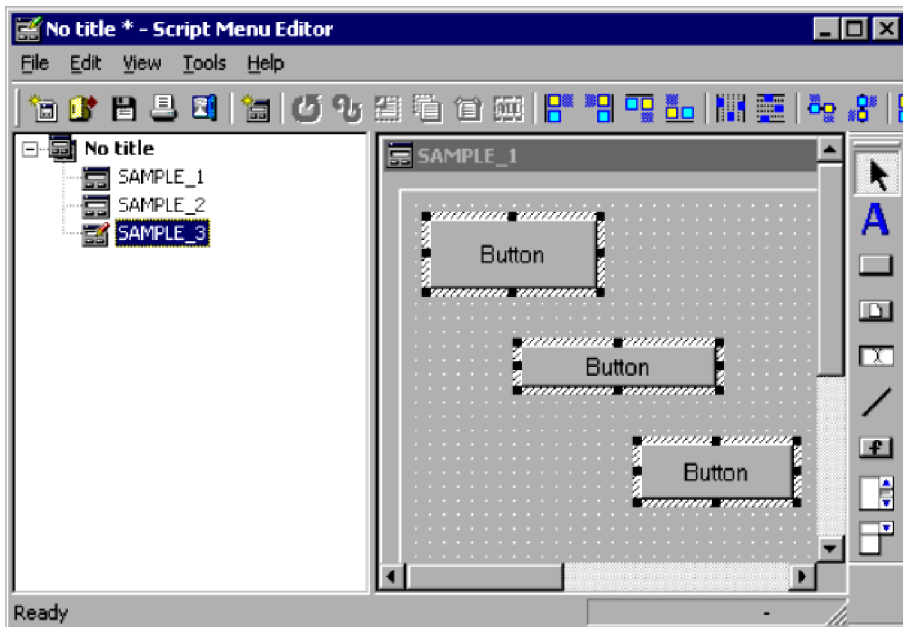 No title * - Script Menu Editor
File Edit View Tools Help
No title
SAMPLE_1
SAMPLE_2
SAMPLE_3
SAMPLE_1
Button
Button
Button
A
f
Ready
-